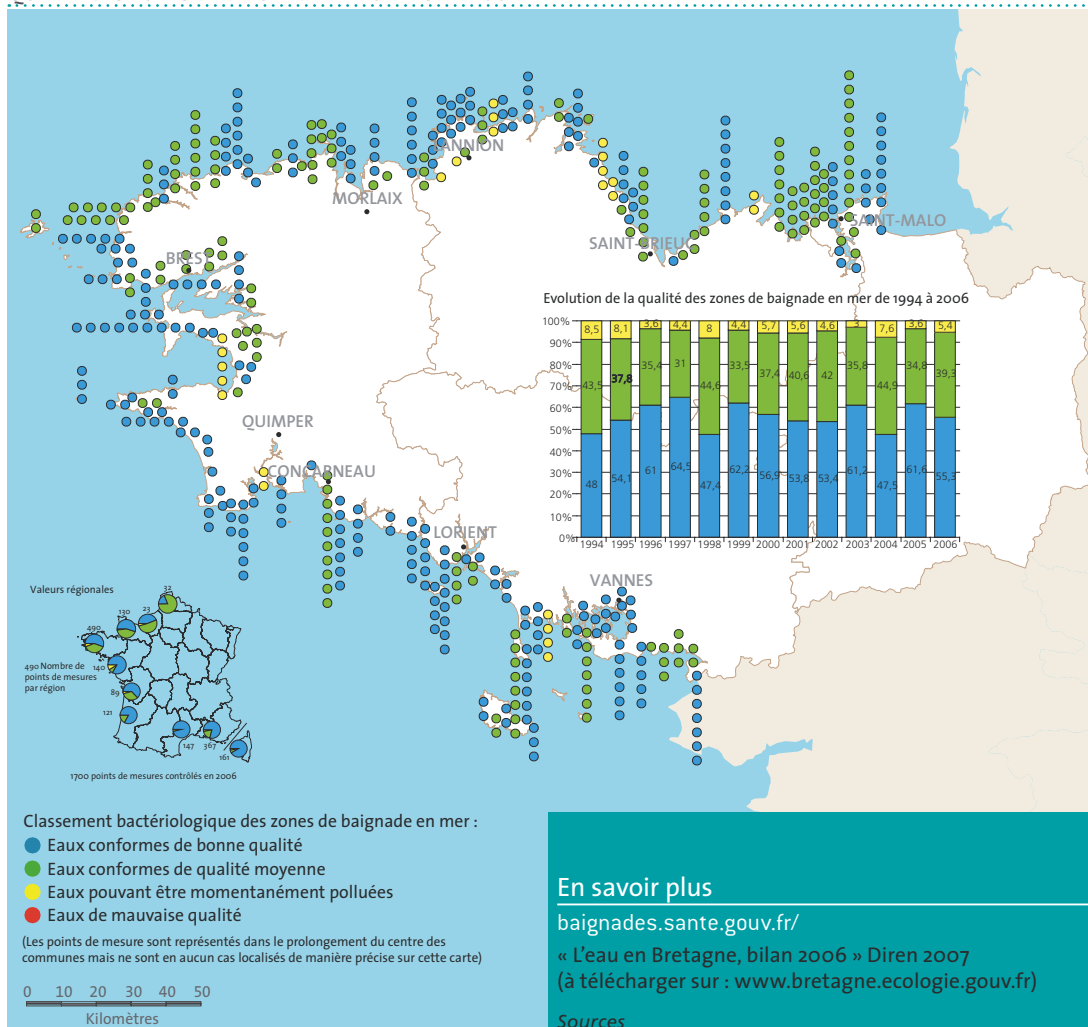 MORLAIX
LANNION
SAINT-BRIEUC
SAINT-MALO
BREST
QUIMPER
CONCARNEAU
LORIENT
VANNES
Evolution de la qualité des zones de baignade en mer de 1994 à 2006
100%
90%
80%
70%
60%
50%
40%
30%
20%
10%
0%
8,5 8,1 3,6 4,4 8 4,4 5,7 5,6 4,6 3 7,6 3,6 5,4
43,5 37,8 35,4 31 44,6 33,5 37,4 40,6 42 35,8 44,9 34,8 39,3
48 54,1 61 64,5 47,4 62,2 56,9 53,8 53,4 61,2 47,5 61,6 55,3
1994 1995 1996 1997 1998 1999 2000 2001 2002 2003 2004 2005 2006
Valeurs régionales
32
23
130
490
140
89
121
147
367
161
490 Nombre de
points de mesures
par région
1700 points de mesures contrôlés en 2006
Classement bactériologique des zones de baignade en mer :
Eaux conformes de bonne qualité
Eaux conformes de qualité moyenne
Eaux pouvant être momentanément polluées
Eaux de mauvaise qualité
(Les points de mesure sont représentés dans le prolongement du centre des
communes mais ne sont en aucun cas localisés de manière précise sur cette carte)
0 10 20 30 40 50
Kilomètres
En savoir plus
baignades.sante.gouv.fr/
« L'eau en Bretagne, bilan 2006 » Diren 2007
(à télécharger sur : www.bretagne.ecologie.gouv.fr)
Sources